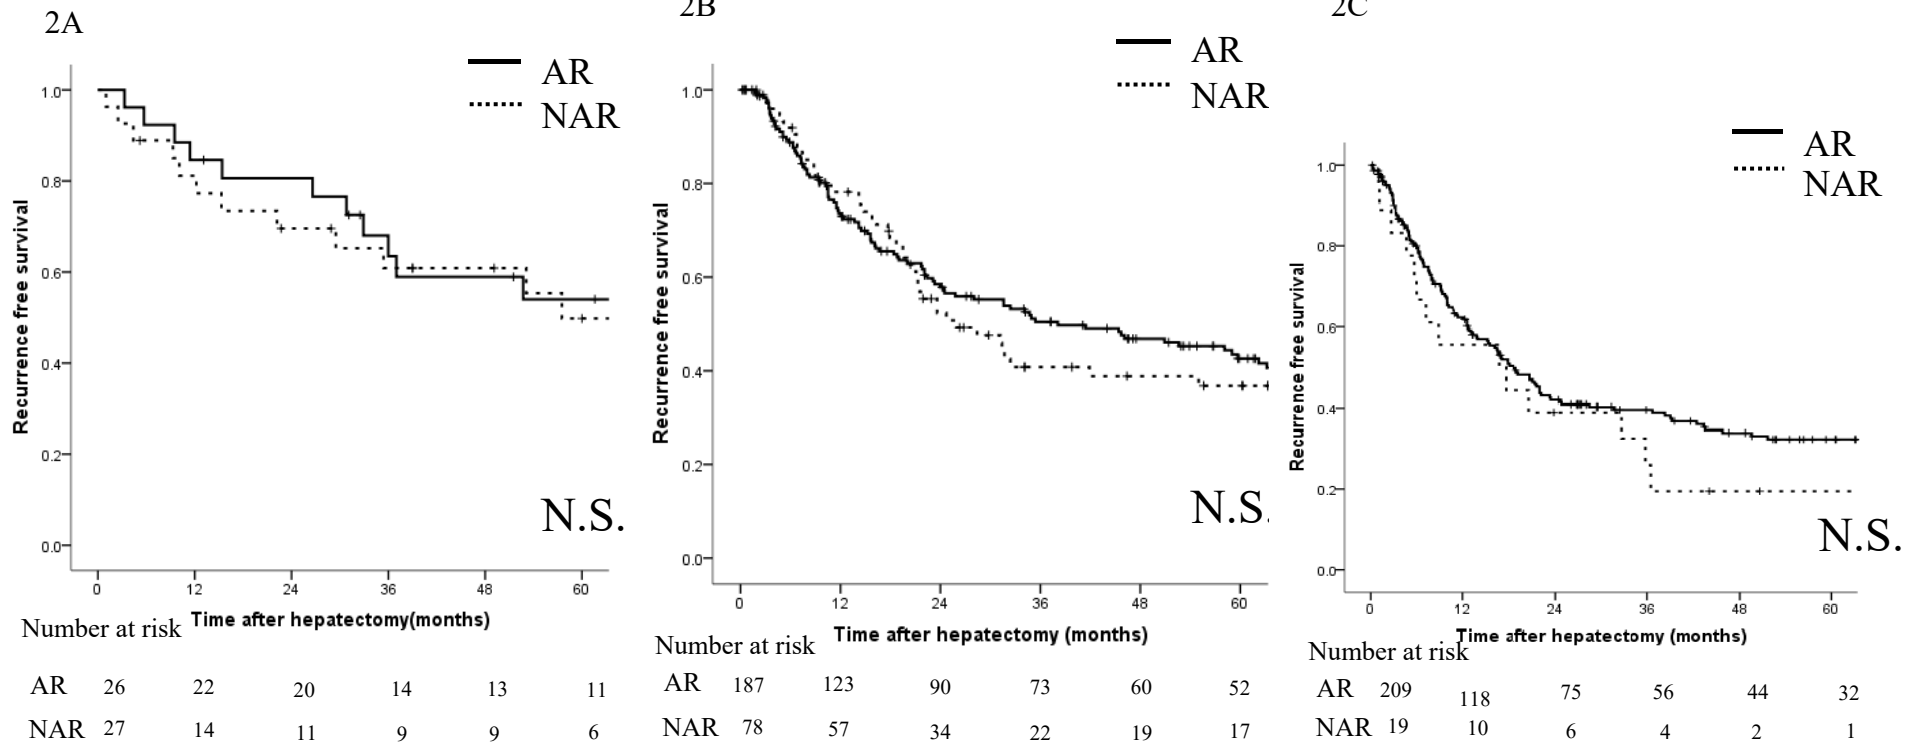 2A
AR
NAR
1.0
0.8
0.6
0.4
0.2
0.0
Recurrence free survival
N.S.
0 12 24 36 48 60
Time after hepatectomy(months)
Number at risk
AR 26 22 20 14 13 11
NAR 27 14 11 9 9 6
2B
AR
NAR
1.0
0.8
0.6
0.4
0.2
0.0
Recurrence free survival
N.S.
0 12 24 36 48 60
Time after hepatectomy (months)
Number at risk
AR 187 123 90 73 60 52
NAR 78 57 34 22 19 17
2C
AR
NAR
1.0
0.8
0.6
0.4
0.2
0.0
Recurrence free survival
N.S.
0 12 24 36 48 60
Time after hepatectomy (months)
Number at risk
AR 209 118 75 56 44 32
NAR 19 10 6 4 2 1